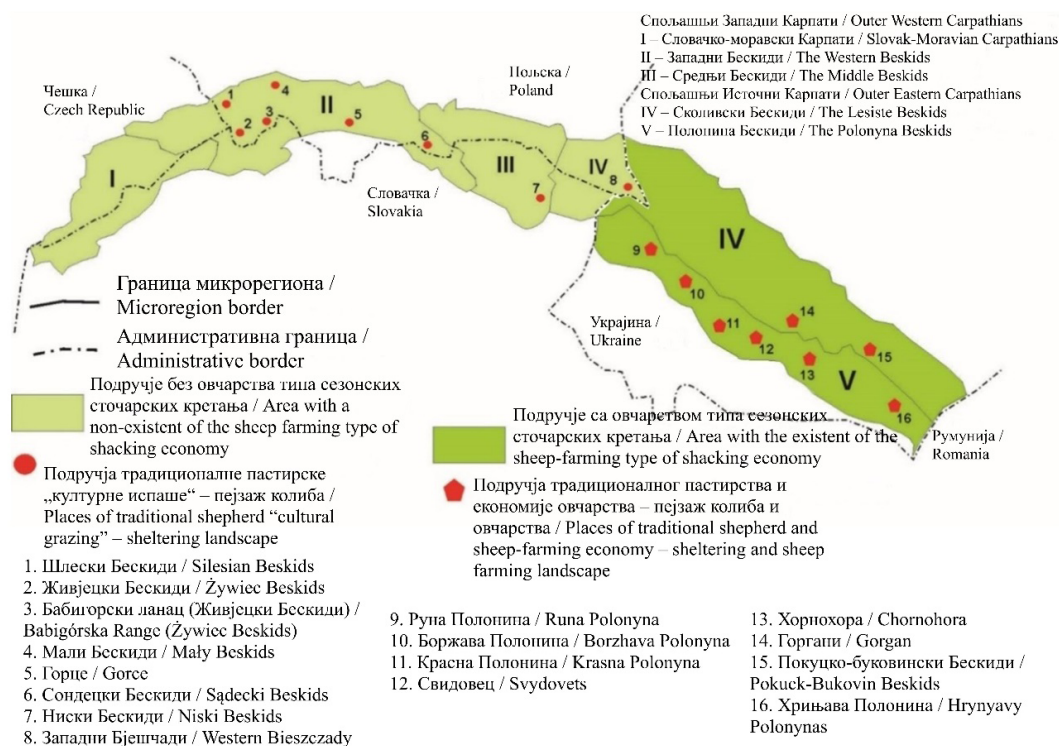 Спољашњи Западни Карпати / Outer Western Carpathians
I – Словачко-моравски Карпати / Slovak-Moravian Carpathians
II – Западни Бескиди / The Western Beskids
III – Средњи Бескиди / The Middle Beskids
Спољашњи Источни Карпати / Outer Eastern Carpathians
IV – Сколивски Бескиди / The Lesiste Beskids
V – Полонина Бескиди / The Polonyna Beskids
Чешка /
Czech Republic
Пољска /
Poland
Словачка /
Slovakia
Украјина /
Ukraine
Румунија /
Romania
I
II
III
IV
IV
V
1
2
3
4
5
6
7
8
9
10
11
12
13
14
15
16
Граница микрорегиона /
Microregion border
Административна граница /
Administrative border
Подручје без овчарства типа сезонских
сточарских кретања / Area with a
non-existent of the sheep farming type of
shacking economy
Подручја традиционалне пастирске
„културне испаше“ – пејзаж колиба /
Places of traditional shepherd “cultural
grazing” – sheltering landscape
Подручје са овчарством типа сезонских
сточарских кретања / Area with the existent of the
sheep-farming type of shacking economy
Подручја традиционалног пастирства и
економије овчарства – пејзаж колиба и
овчарства / Places of traditional shepherd and
sheep-farming economy – sheltering and sheep
farming landscape
1. Шлески Бескиди / Silesian Beskids
2. Живјецки Бескиди / Żywiec Beskids
3. Бабигорски ланац (Живјецки Бескиди) /
Babigórska Range (Żywiec Beskids)
4. Мали Бескиди / Mały Beskids
5. Горце / Gorce
6. Сондецки Бескиди / Sądecki Beskids
7. Ниски Бескиди / Niski Beskids
8. Западни Бјешчади / Western Bieszczady
9. Руна Полонина / Runa Polonyna
10. Боржава Полонина / Borzhava Polonyna
11. Красна Полонина / Krasna Polonyna
12. Свидовец / Svydovets
13. Хорнохора / Chornohora
14. Горгани / Gorgan
15. Покуцко-буковински Бескиди /
Pokuck-Bukovin Beskids
16. Хрињава Полонина / Hrynyavy
Polonynas